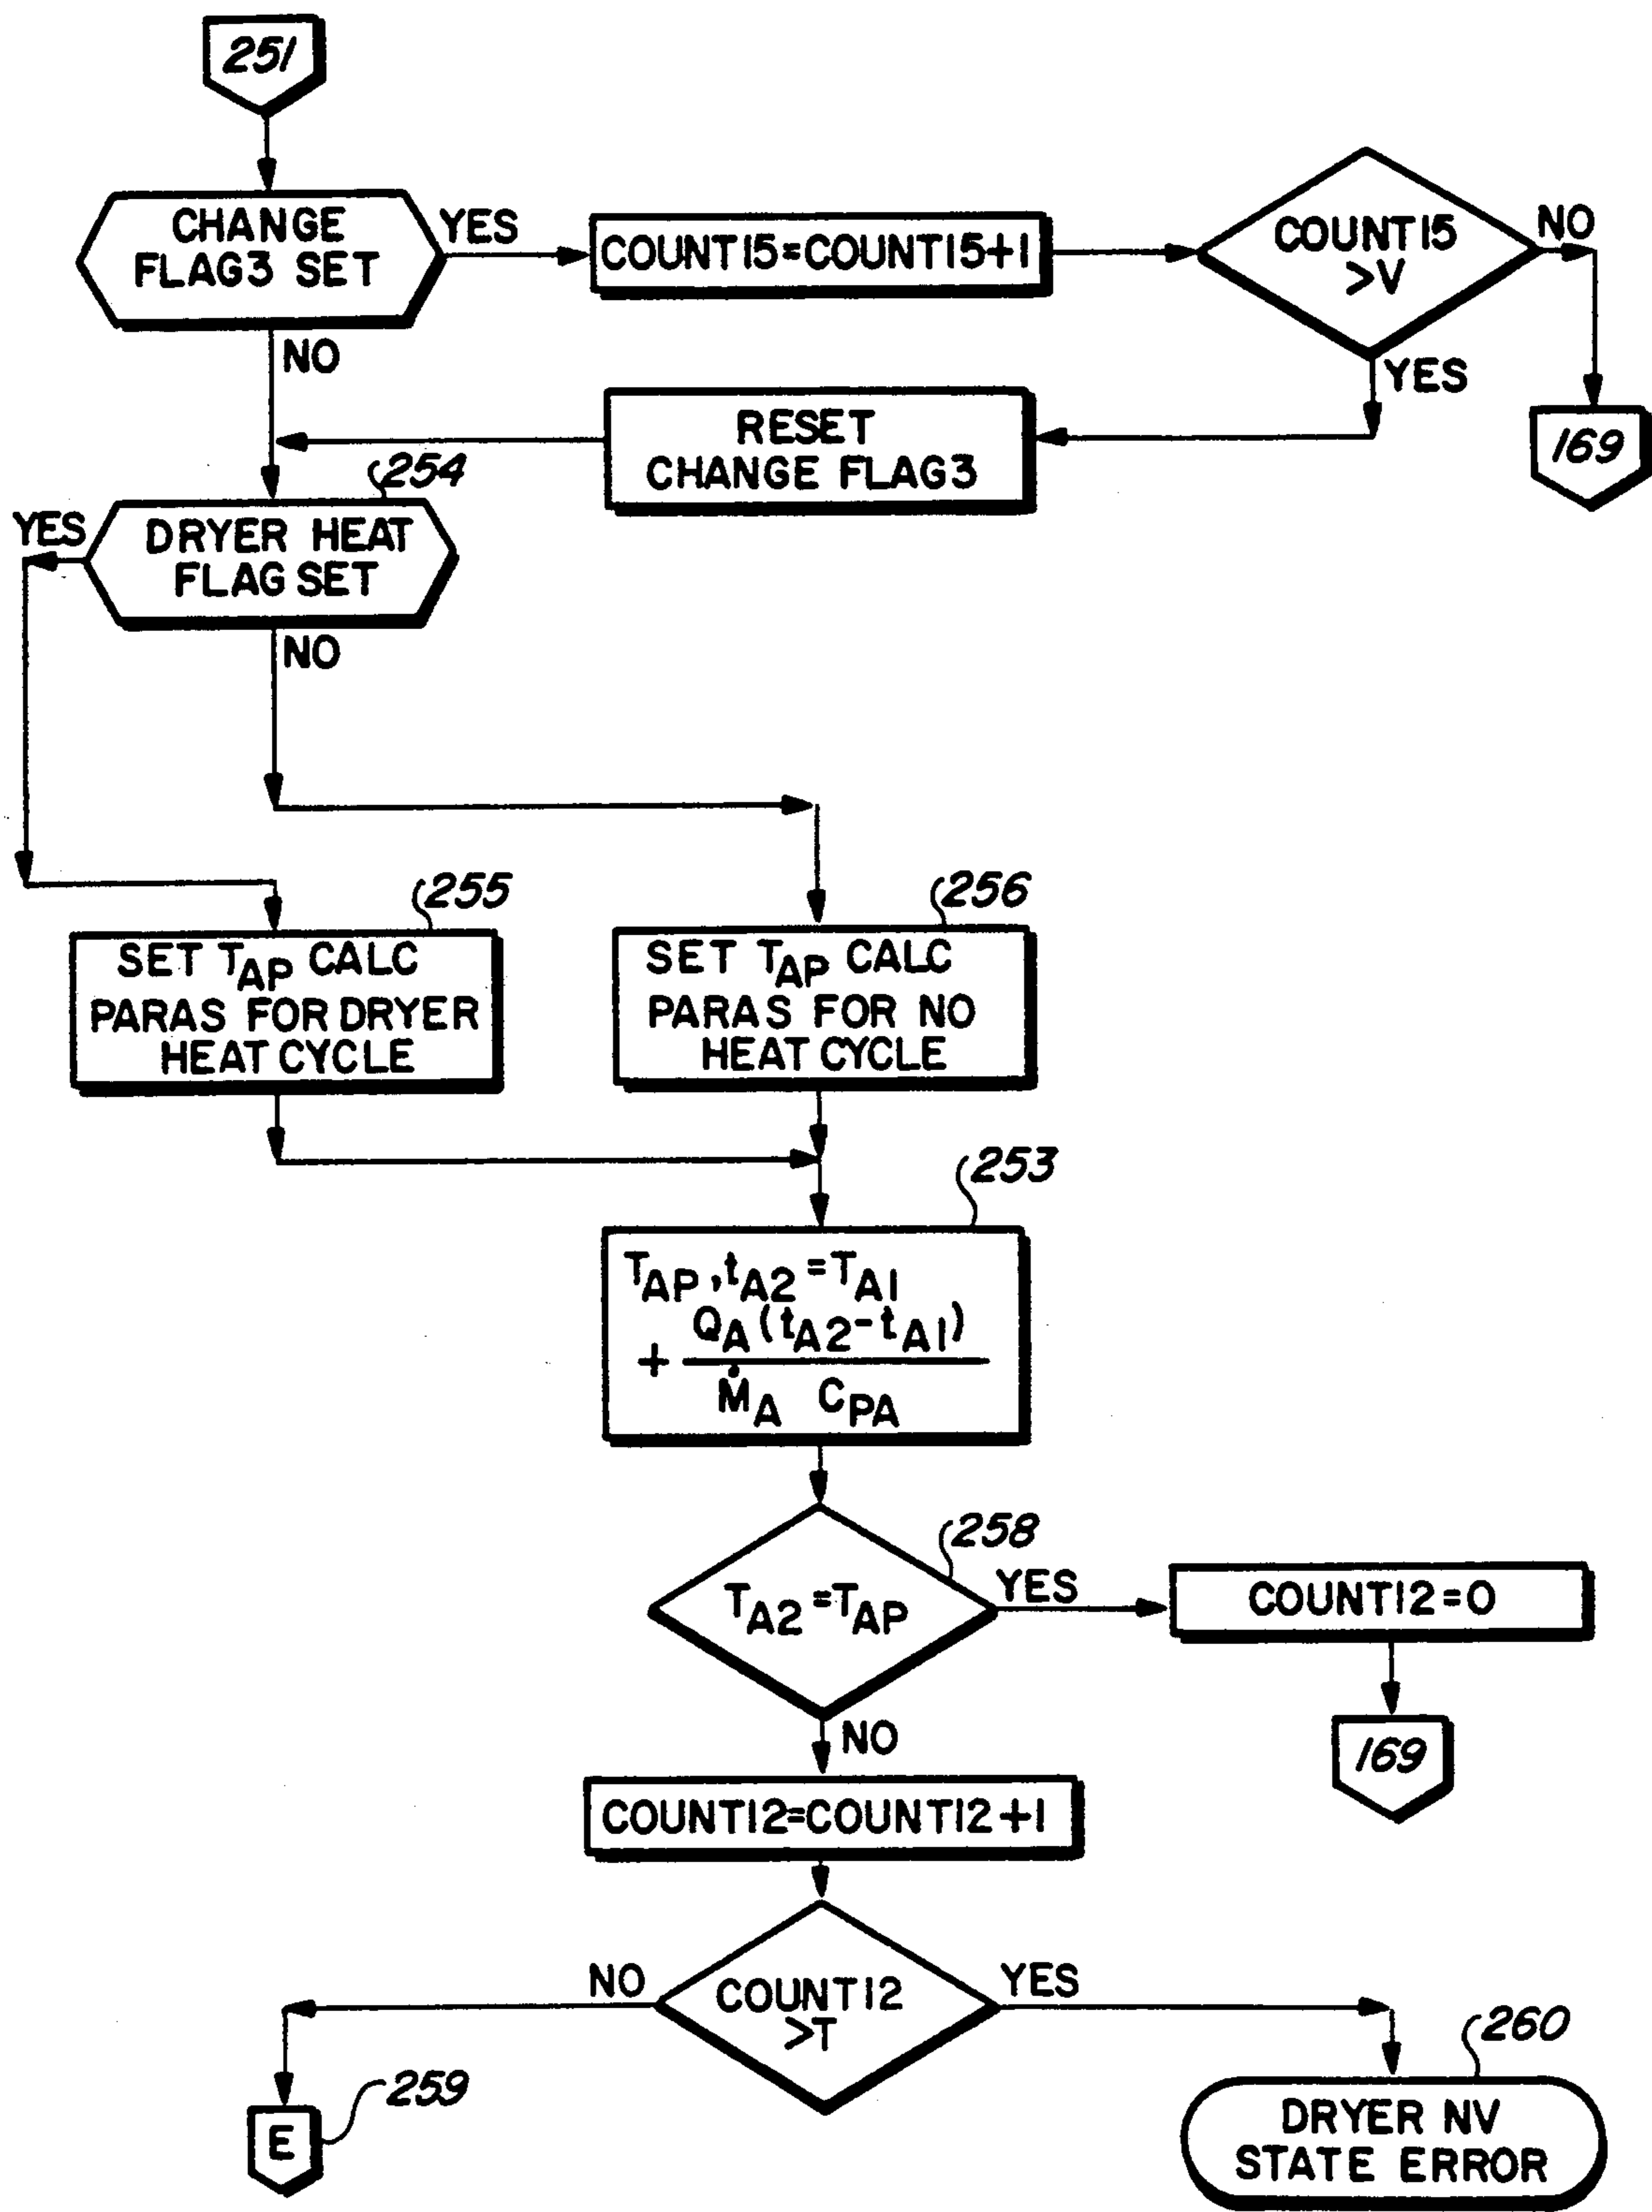 251
CHANGE
FLAG3 SET
YES
COUNT15=COUNT15+1
COUNT15
>V
NO
NO
YES
RESET
CHANGE FLAG3
169
254
YES
DRYER HEAT
FLAG SET
NO
255
256
SET TAP CALC
PARAS FOR DRYER
HEAT CYCLE
SET TAP CALC
PARAS FOR NO
HEAT CYCLE
253
TAP,tA2=TA1
+ QA(tA2-tA1)
ṀA CPA
258
TA2=TAP
YES
COUNT12=0
NO
169
COUNT12=COUNT12+1
NO
COUNT12
>T
YES
260
259
E
DRYER NV
STATE ERROR